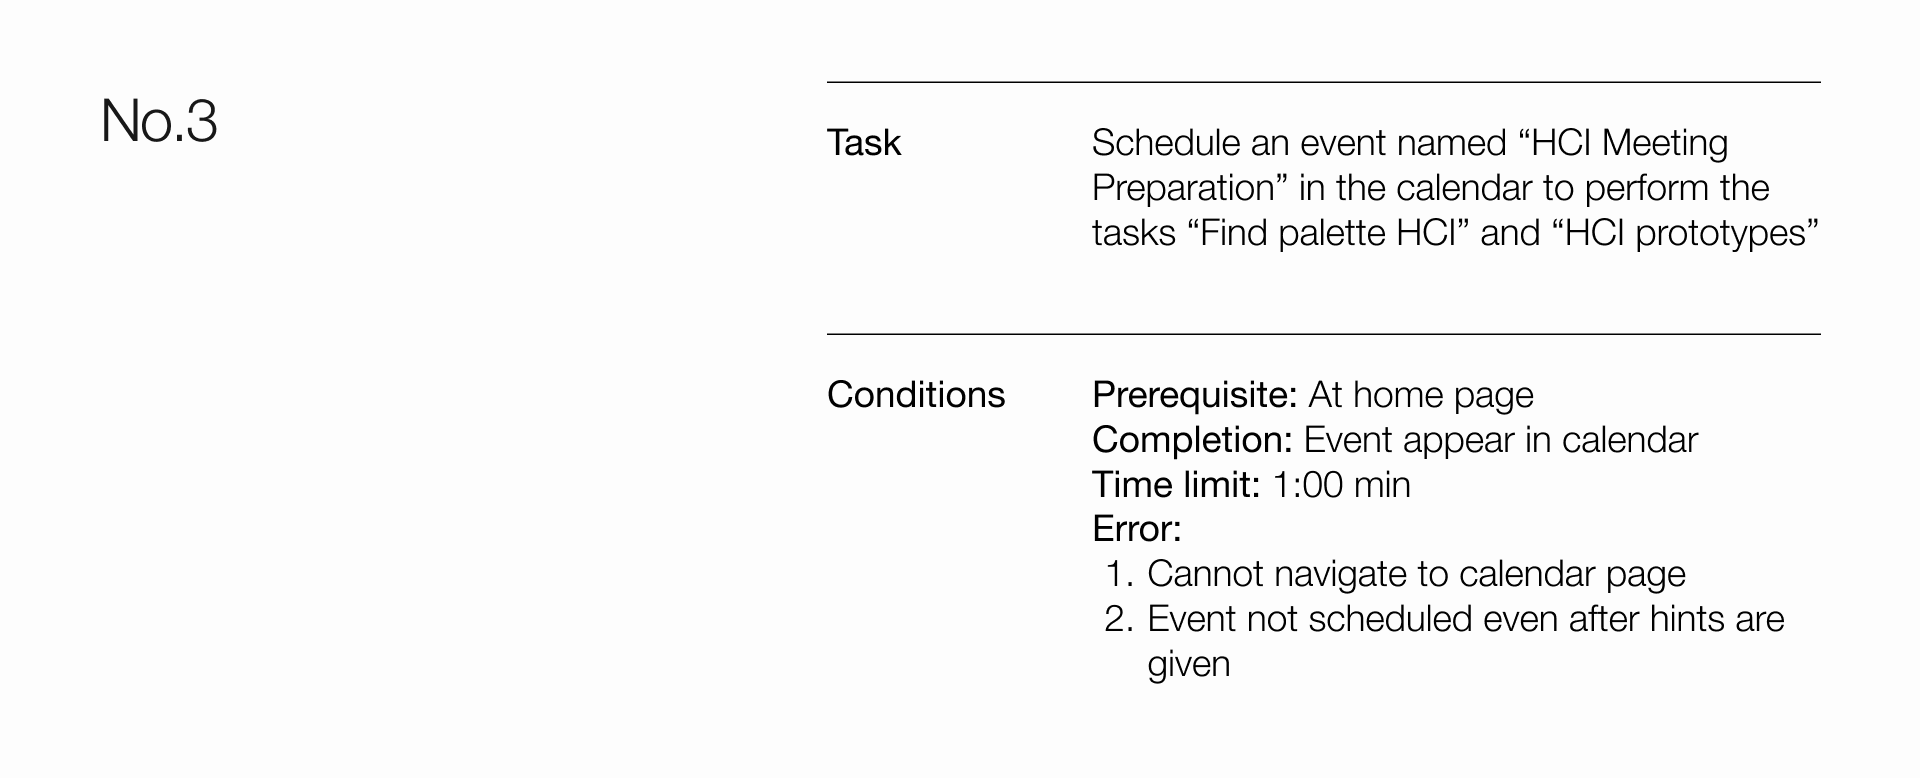 No.3
Task
Schedule an event named “HCI Meeting
Preparation” in the calendar to perform the
tasks “Find palette HCI” and “HCI prototypes”
Conditions
Prerequisite: At home page
Completion: Event appear in calendar
Time limit: 1:00 min
Error:
1. Cannot navigate to calendar page
2. Event not scheduled even after hints are
given